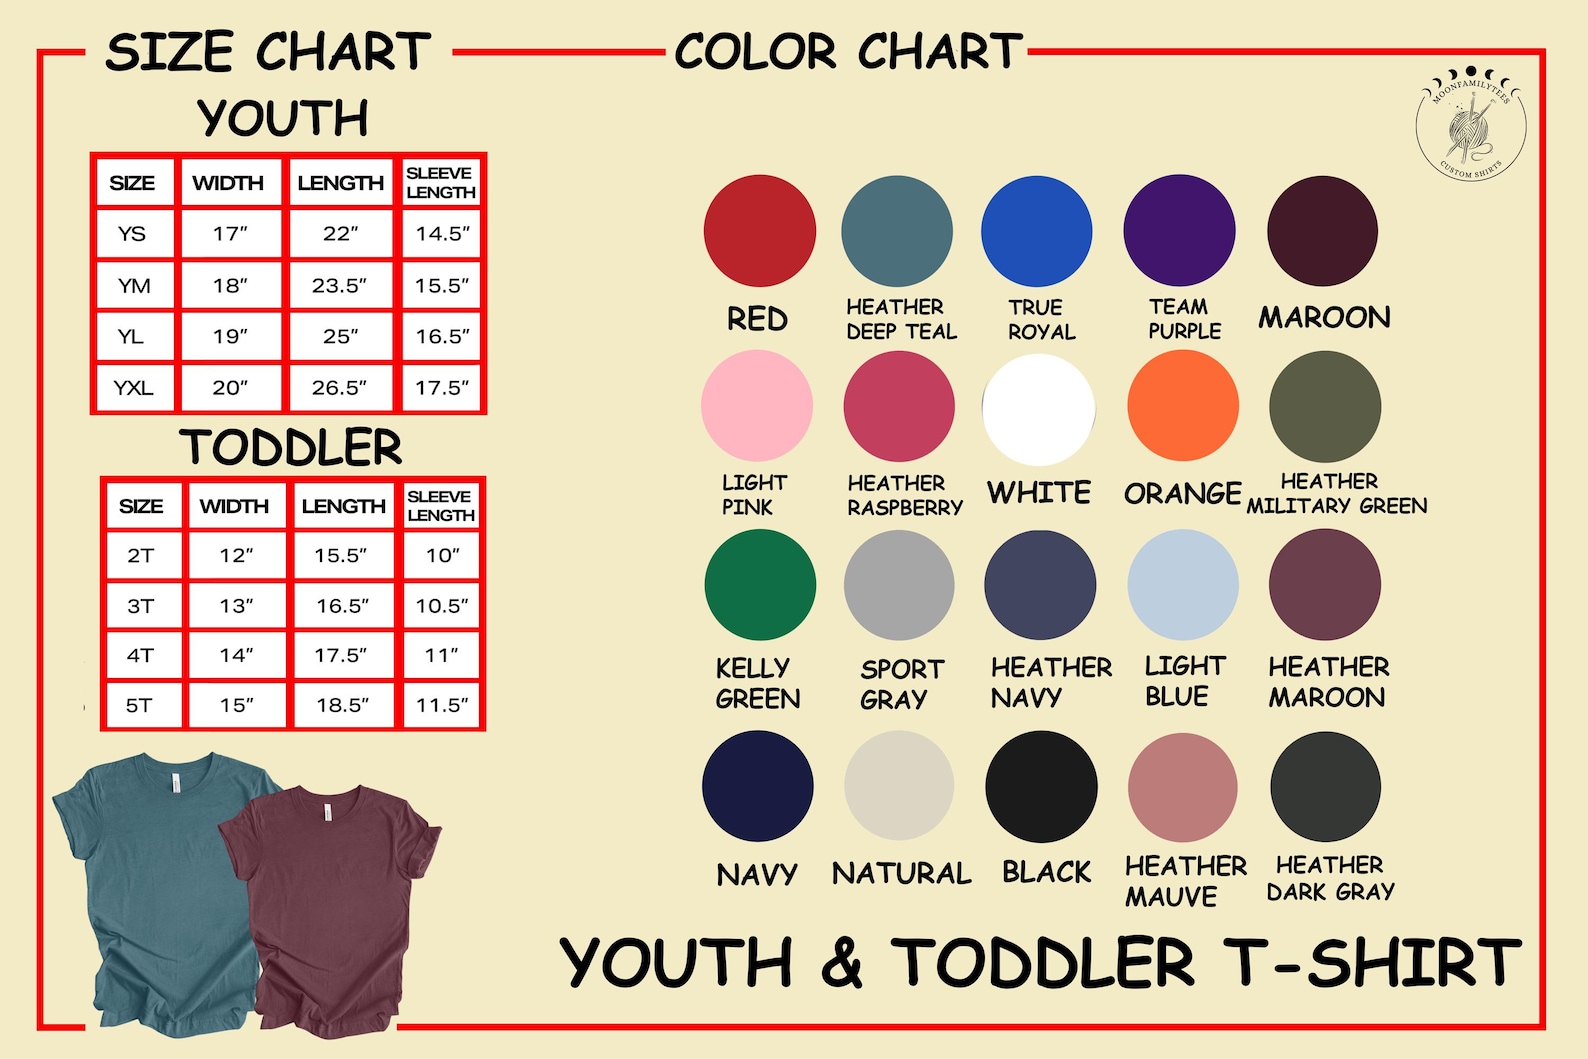 SIZE CHART
COLOR CHART
MOONFAMILYTEES
CUSTOM SHIRTS
YOUTH
SIZE WIDTH LENGTH SLEEVE LENGTH
YS 17" 22" 14.5"
YM 18" 23.5" 15.5"
YL 19" 25" 16.5"
YXL 20" 26.5" 17.5"
TODDLER
SIZE WIDTH LENGTH SLEEVE LENGTH
2T 12" 15.5" 10"
3T 13" 16.5" 10.5"
4T 14" 17.5" 11"
5T 15" 18.5" 11.5"
RED
HEATHER
DEEP TEAL
TRUE
ROYAL
TEAM
PURPLE
MAROON
LIGHT
PINK
HEATHER
RASPBERRY
WHITE
ORANGE
HEATHER
MILITARY GREEN
KELLY
GREEN
SPORT
GRAY
HEATHER
NAVY
LIGHT
BLUE
HEATHER
MAROON
NAVY
NATURAL
BLACK
HEATHER
MAUVE
HEATHER
DARK GRAY
YOUTH & TODDLER T-SHIRT